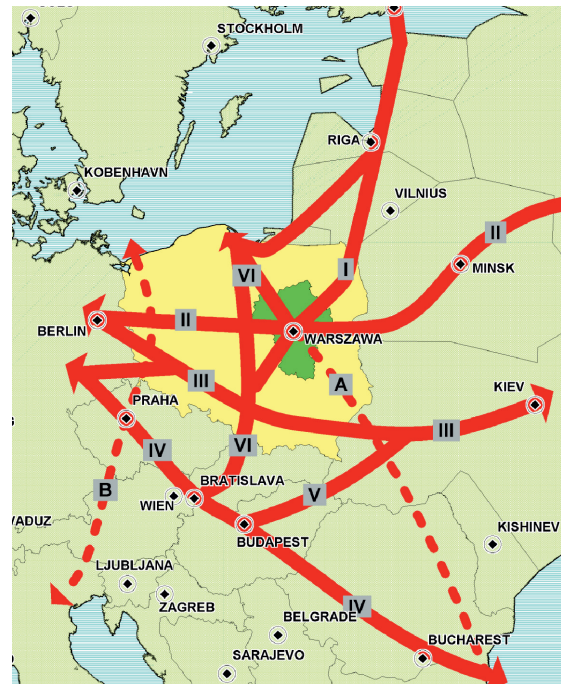 STOCKHOLM
RIGA
KOBENHAVN
VILNIUS
II
VI
I
MINSK
BERLIN
II
WARSZAWA
III
A
KIEV
PRAHA
III
IV
VI
B
BRATISLAVA
V
WIEN
VADUZ
BUDAPEST
KISHINEV
LJUBLJANA
ZAGREB
IV
BELGRADE
BUCHAREST
SARAJEVO